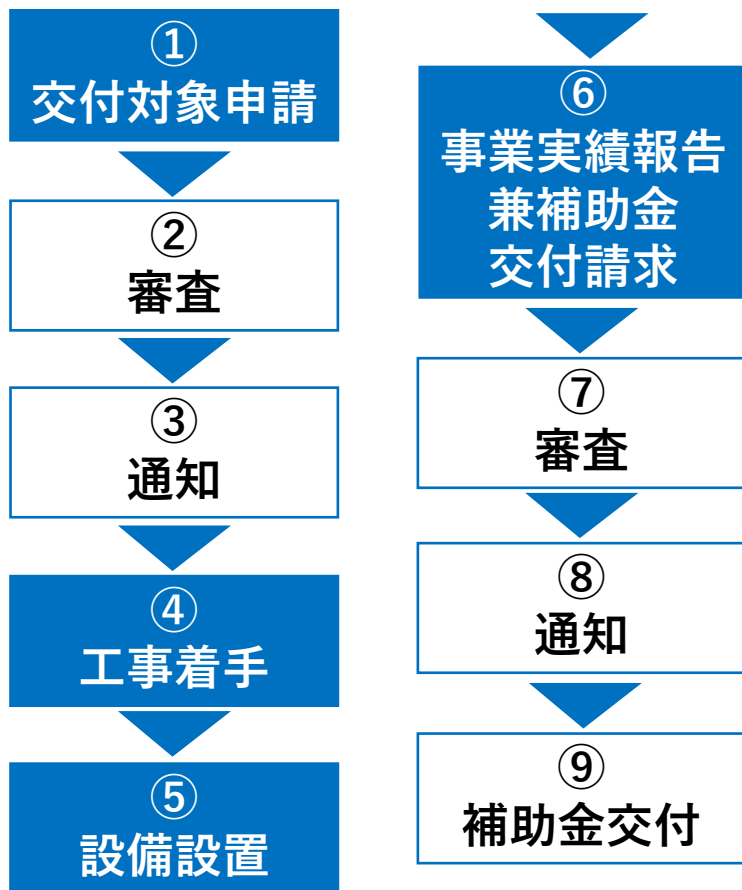 ①
交付対象申請
②
審査
③
通知
④
工事着手
⑤
設備設置
⑥
事業実績報告
兼補助金
交付請求
⑦
審査
⑧
通知
⑨
補助金交付